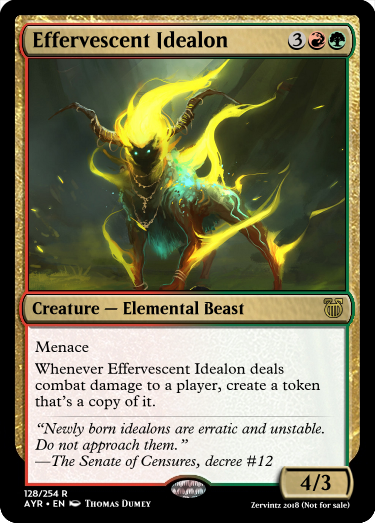 Effervescent Idealon 3
Creature — Elemental Beast
Menace
Whenever Effervescent Idealon deals
combat damage to a player, create a token
that's a copy of it.
“Newly born idealons are erratic and unstable.
Do not approach them.”
—The Senate of Censures, decree #12
4/3
128/254 R
AYR • EN Thomas Dumey
Zervintz 2018 (Not for sale)